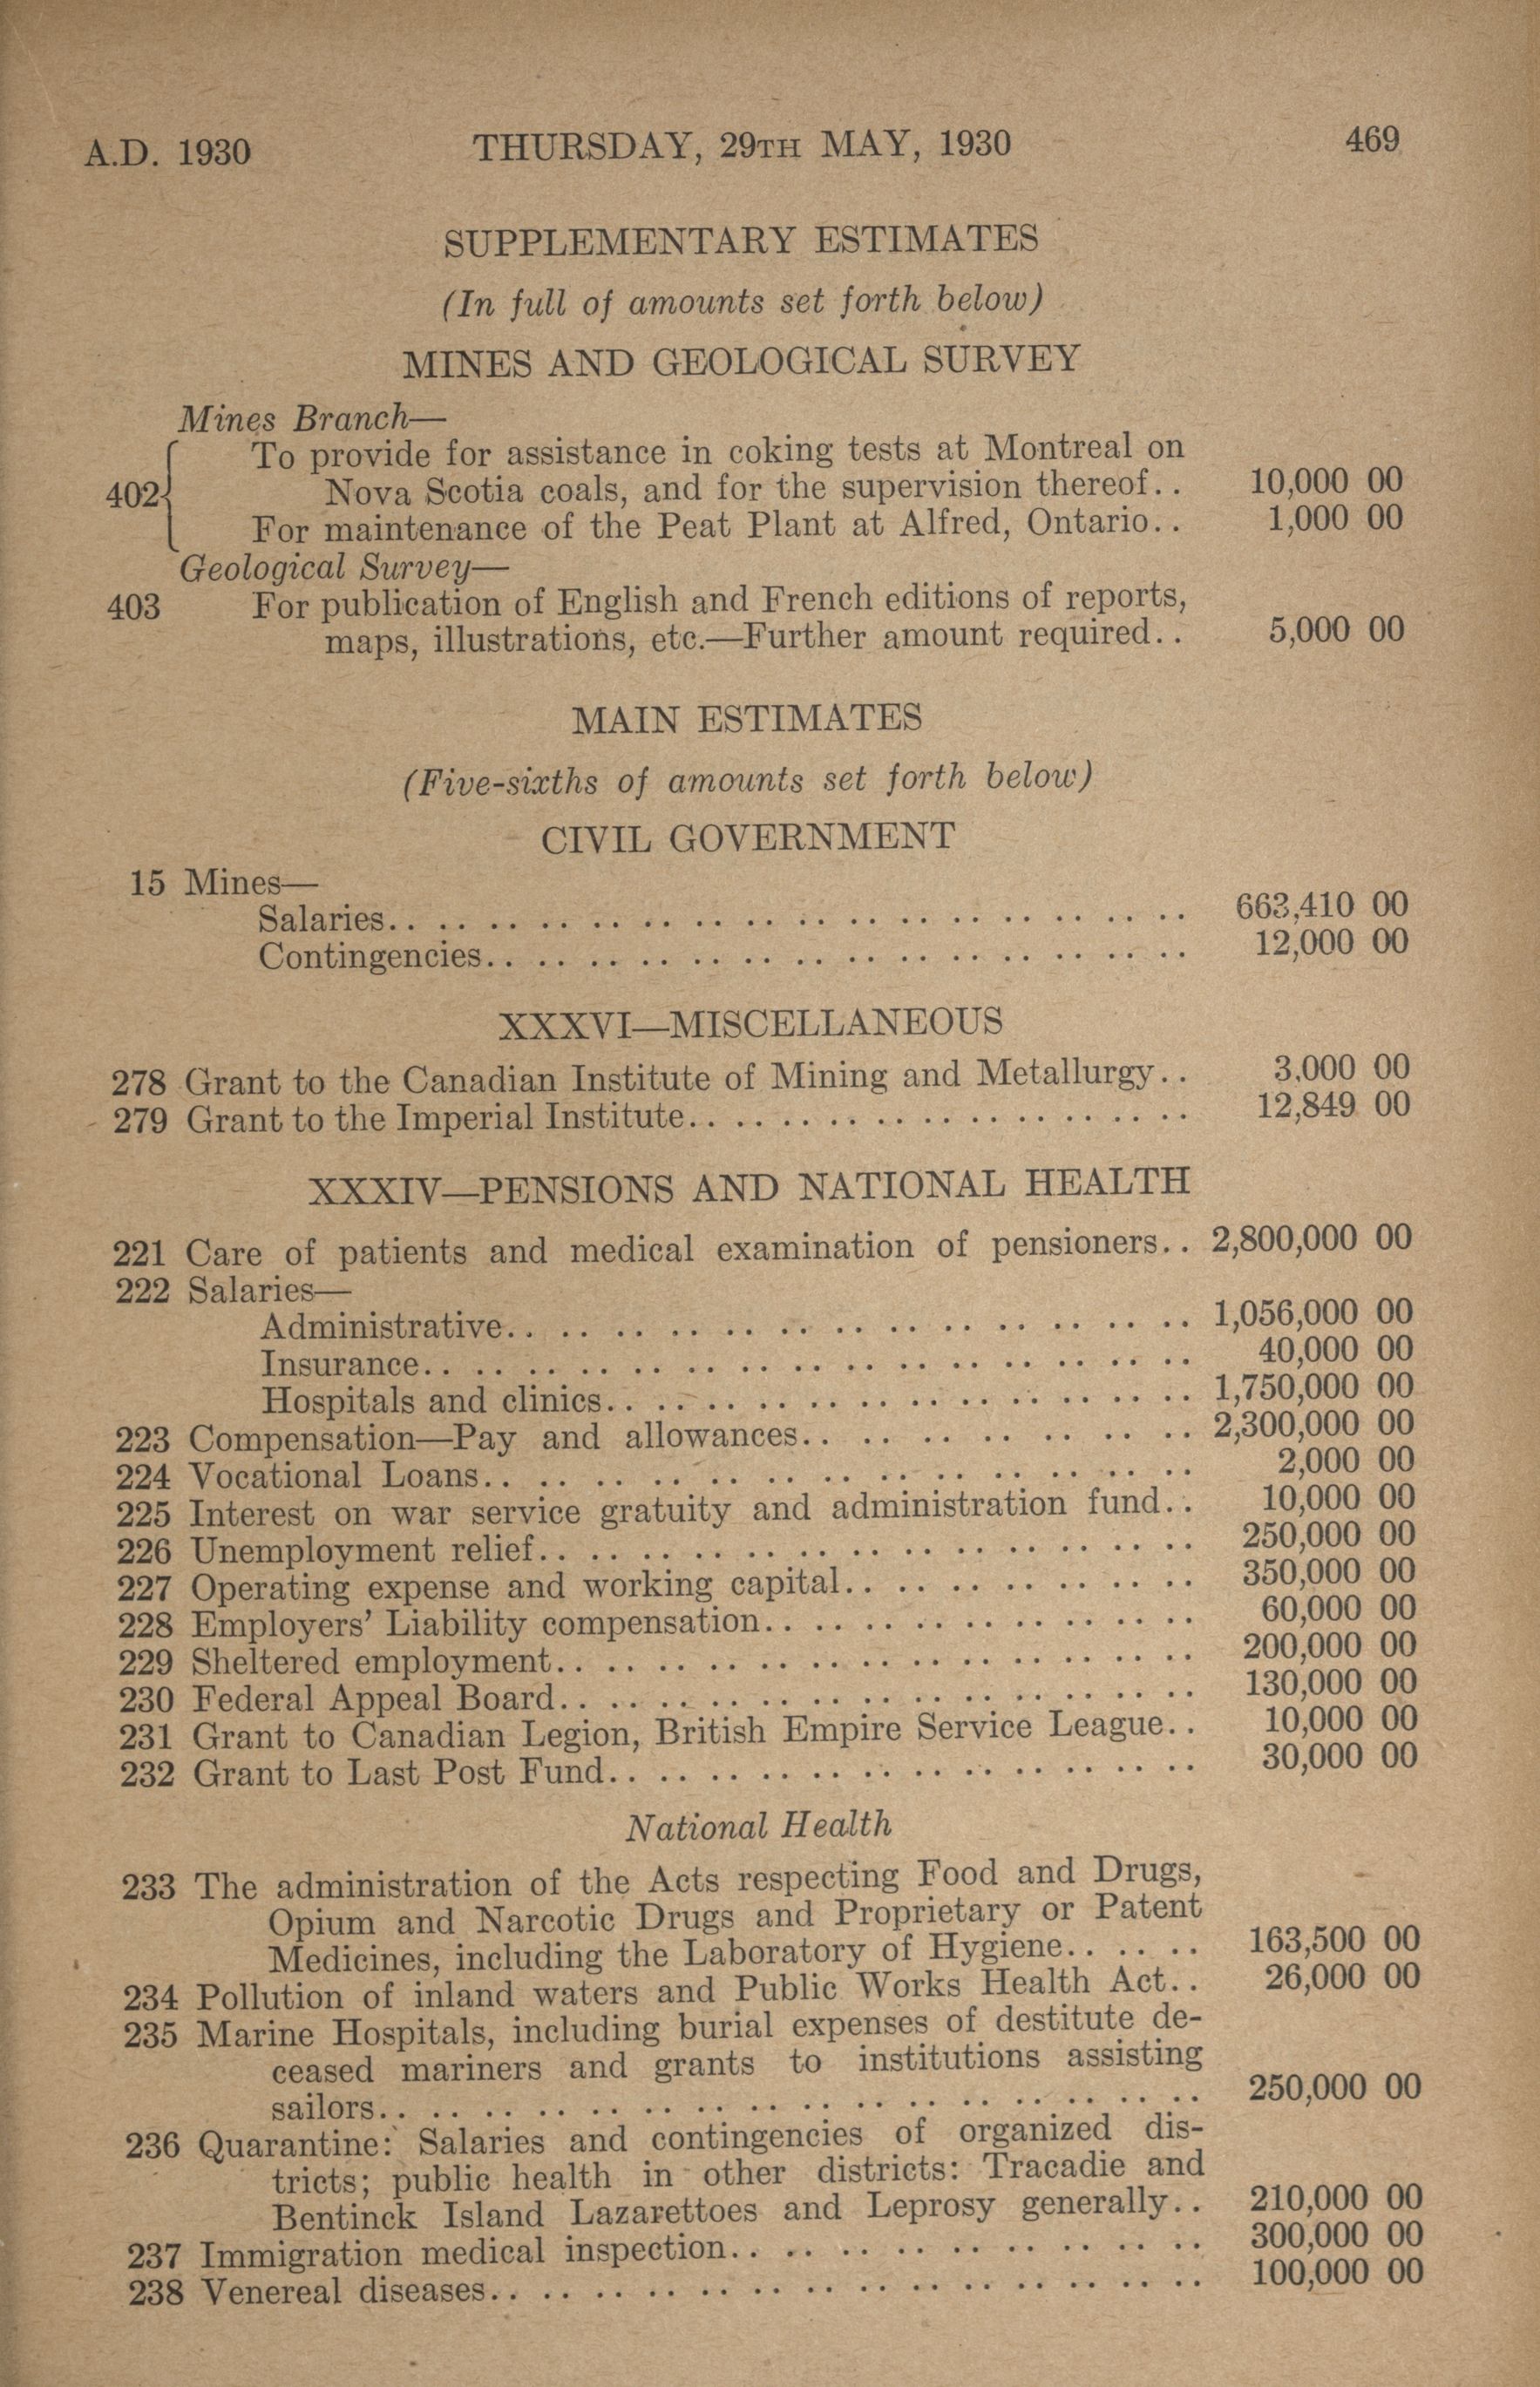 A.D. 1930 THURSDAY, 29TH MAY, 1930 469
SUPPLEMENTARY ESTIMATES
(In full of amounts set forth below)
MINES AND GEOLOGICAL SURVEY
Mines Branch—
To provide for assistance in coking tests at Montreal on
402{ Nova Scotia coals, and for the supervision thereof.. 10,000 00
For maintenance of the Peat Plant at Alfred, Ontario.. 1,000 00
Geological Survey—
403 For publication of English and French editions of reports,
maps, illustrations, etc.—Further amount required.. 5,000 00
MAIN ESTIMATES
(Five-sixths of amounts set forth below)
CIVIL GOVERNMENT
15 Mines—
Salaries.. 663,410 00
Contingencies.. 12,000 00
XXXVI—MISCELLANEOUS
278 Grant to the Canadian Institute of Mining and Metallurgy.. 3,000 00
279 Grant to the Imperial Institute.. 12,849 00
XXXIV—PENSIONS AND NATIONAL HEALTH
221 Care of patients and medical examination of pensioners.. 2,800,000 00
222 Salaries—
Administrative.. 1,056,000 00
Insurance.. 40,000 00
Hospitals and clinics.. 1,750,000 00
223 Compensation—Pay and allowances.. 2,300,000 00
224 Vocational Loans.. 2,000 00
225 Interest on war service gratuity and administration fund.. 10,000 00
226 Unemployment relief.. 250,000 00
227 Operating expense and working capital.. 350,000 00
228 Employers' Liability compensation.. 60,000 00
229 Sheltered employment.. 200,000 00
230 Federal Appeal Board.. 130,000 00
231 Grant to Canadian Legion, British Empire Service League.. 10,000 00
232 Grant to Last Post Fund.. 30,000 00
National Health
233 The administration of the Acts respecting Food and Drugs,
Opium and Narcotic Drugs and Proprietary or Patent
Medicines, including the Laboratory of Hygiene.. 163,500 00
234 Pollution of inland waters and Public Works Health Act.. 26,000 00
235 Marine Hospitals, including burial expenses of destitute de-
ceased mariners and grants to institutions assisting
sailors.. 250,000 00
236 Quarantine: Salaries and contingencies of organized dis-
tricts; public health in other districts: Tracadie and
Bentinck Island Lazarettoes and Leprosy generally.. 210,000 00
237 Immigration medical inspection.. 300,000 00
238 Venereal diseases.. 100,000 00